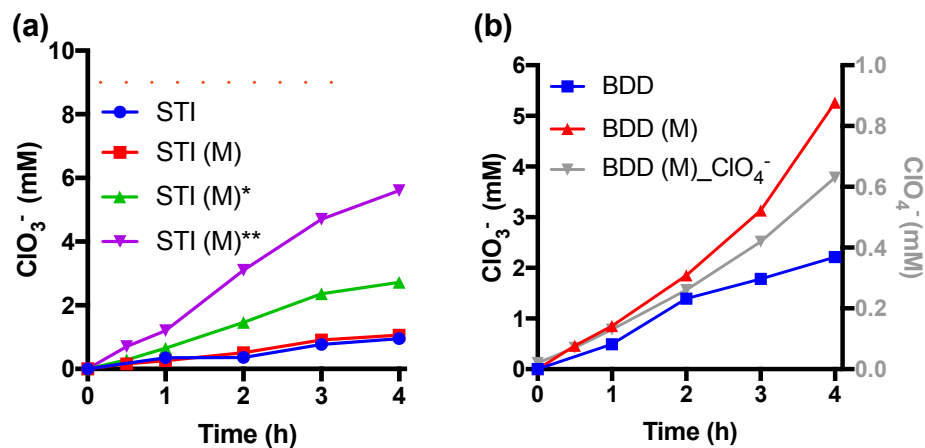 (a)
10
8
6
4
2
0
ClO₃⁻ (mM)
STI
STI (M)
STI (M)*
STI (M)**
0 1 2 3 4
Time (h)
(b)
6
5
4
3
2
1
0
ClO₃⁻ (mM)
BDD
BDD (M)
BDD (M)_ClO₄⁻
1.0
0.8
0.6
0.4
0.2
0.0
ClO₄⁻ (mM)
0 1 2 3 4
Time (h)